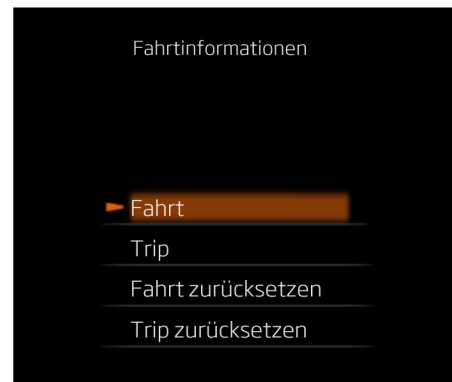 Fahrtinformationen
Fahrt
Trip
Fahrt zurücksetzen
Trip zurücksetzen